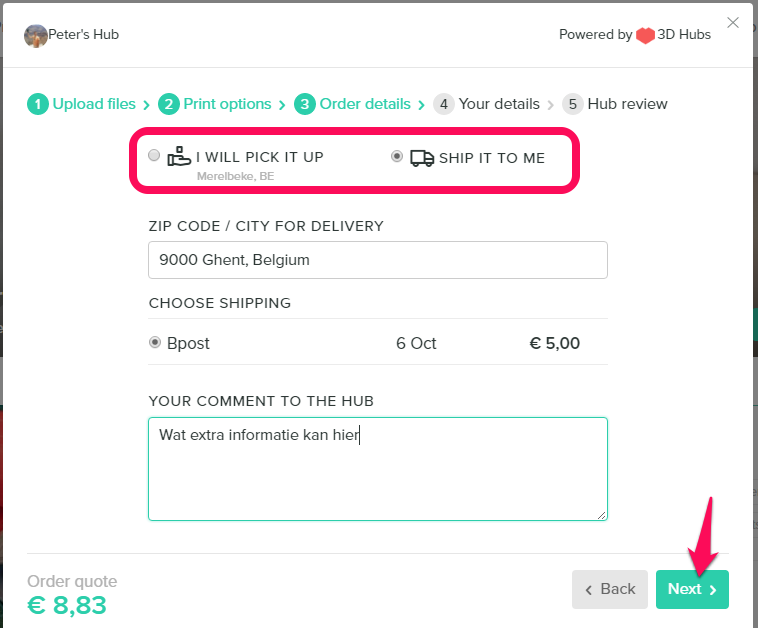 Peter's Hub
Powered by 3D Hubs
1 Upload files 2 Print options 3 Order details 4 Your details 5 Hub review
I WILL PICK IT UP
Merelbeke, BE
SHIP IT TO ME
ZIP CODE / CITY FOR DELIVERY
9000 Ghent, Belgium
CHOOSE SHIPPING
Bpost 6 Oct € 5,00
YOUR COMMENT TO THE HUB
Wat extra informatie kan hier
Order quote
€ 8,83
Back
Next